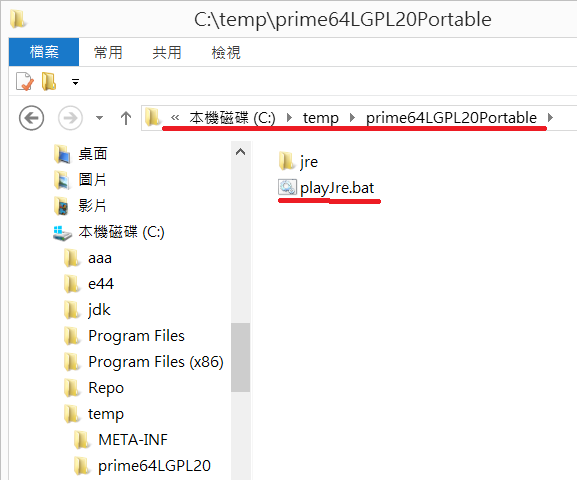 C:\temp\prime64LGPL20Portable
檔案 常用 共用 檢視
« 本機磁碟 (C:) temp prime64LGPL20Portable
桌面
圖片
影片
本機磁碟 (C:)
aaa
e44
jdk
Program Files
Program Files (x86)
Repo
temp
META-INF
prime64LGPL20
jre
playJre.bat